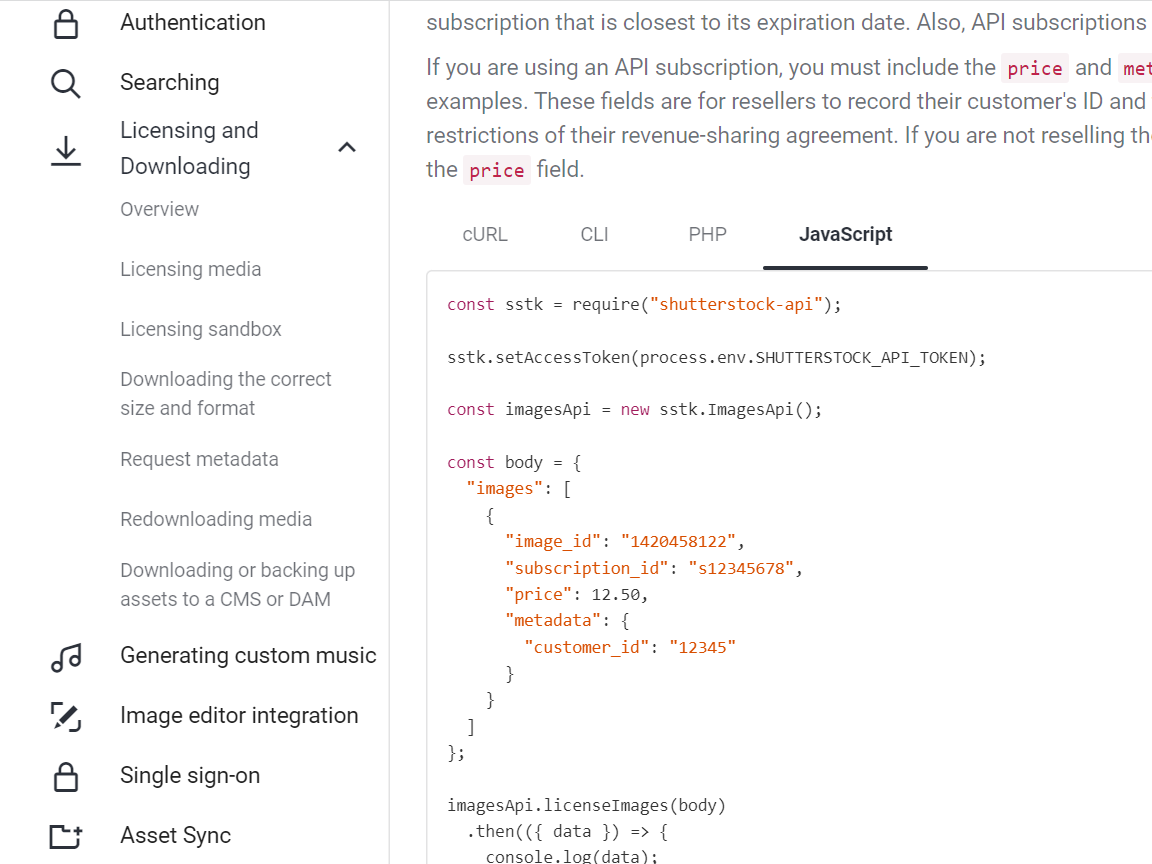 Authentication
Searching
Licensing and
Downloading
Overview
Licensing media
Licensing sandbox
Downloading the correct
size and format
Request metadata
Redownloading media
Downloading or backing up
assets to a CMS or DAM
Generating custom music
Image editor integration
Single sign-on
Asset Sync
subscription that is closest to its expiration date. Also, API subscriptions
If you are using an API subscription, you must include the price and met
examples. These fields are for resellers to record their customer's ID and
restrictions of their revenue-sharing agreement. If you are not reselling th
the price field.
cURL CLI PHP JavaScript
const sstk = require("shutterstock-api");
sstk.setAccessToken(process.env.SHUTTERSTOCK_API_TOKEN);
const imagesApi = new sstk.ImagesApi();
const body = {
  "images": [
    {
      "image_id": "1420458122",
      "subscription_id": "s12345678",
      "price": 12.50,
      "metadata": {
        "customer_id": "12345"
      }
    }
  ]
};
imagesApi.licenseImages(body)
  .then(({ data }) => {
    console.log(data);